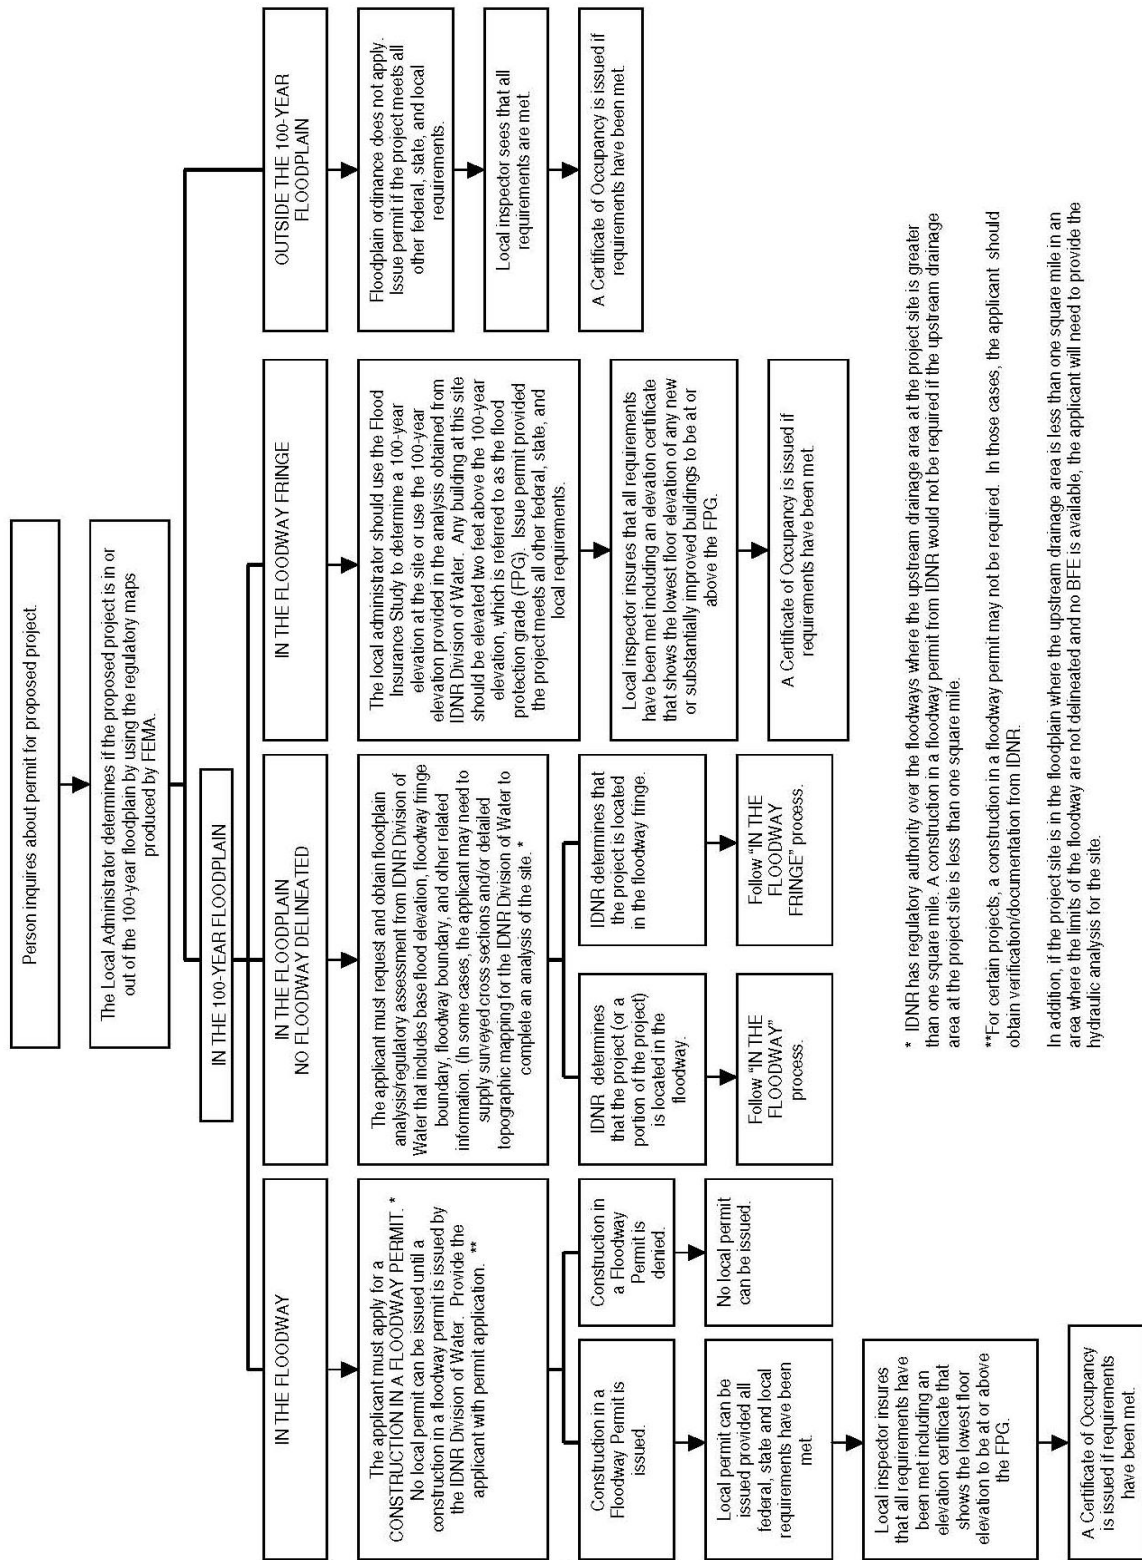 Person inquires about permit for proposed project.
The Local Administrator determines if the proposed project is in or
out of the 100-year floodplain by using the regulatory maps
produced by FEMA.
IN THE 100-YEAR FLOODPLAIN
IN THE FLOODWAY
The applicant must apply for a
CONSTRUCTION IN A FLOODWAY PERMIT. *
No local permit can be issued until a
construction in a floodway permit is issued by
the IDNR Division of Water. Provide the
applicant with permit application. **
Construction in a
Floodway Permit is
issued.
Local permit can be
issued provided all
federal, state and local
requirements have been
met.
Local inspector insures
that all requirements have
been met including an
elevation certificate that
shows the lowest floor
elevation to be at or above
the FPG.
A Certificate of Occupancy
is issued if requirements
have been met.
Construction in
a Floodway
Permit is
denied.
No local permit
can be issued.
IN THE FLOODPLAIN
NO FLOODWAY DELINEATED
The applicant must request and obtain floodplain
analysis/regulatory assessment from IDNR Division of
Water that includes base flood elevation, floodway fringe
boundary, floodway boundary, and other related
information. (In some cases, the applicant may need to
supply surveyed cross sections and/or detailed
topographic mapping for the IDNR Division of Water to
complete an analysis of the site. *
IDNR determines
that the project (or a
portion of the project)
is located in the
floodway.
Follow “IN THE
FLOODWAY”
process.
IDNR determines that
the project is located
in the floodway fringe.
Follow “IN THE
FLOODWAY
FRINGE” process.
IN THE FLOODWAY FRINGE
The local administrator should use the Flood
Insurance Study to determine a 100-year
elevation at the site or use the 100-year
elevation provided in the analysis obtained from
IDNR Division of Water. Any building at this site
should be elevated two feet above the 100-year
elevation, which is referred to as the flood
protection grade (FPG). Issue permit provided
the project meets all other federal, state, and
local requirements.
Local inspector insures that all requirements
have been met including an elevation certificate
that shows the lowest floor elevation of any new
or substantially improved buildings to be at or
above the FPG.
A Certificate of Occupancy is issued if
requirements have been met.
OUTSIDE THE 100-YEAR
FLOODPLAIN
Floodplain ordinance does not apply.
Issue permit if the project meets all
other federal, state, and local
requirements.
Local inspector sees that all
requirements are met.
A Certificate of Occupancy is issued if
requirements have been met.
* IDNR has regulatory authority over the floodways where the upstream drainage area at the project site is greater
than one square mile. A construction in a floodway permit from IDNR would not be required if the upstream drainage
area at the project site is less than one square mile.
**For certain projects, a construction in a floodway permit may not be required. In those cases, the applicant should
obtain verification/documentation from IDNR.
In addition, if the project site is in the floodplain where the upstream drainage area is less than one square mile in an
area where the limits of the floodway are not delineated and no BFE is available, the applicant will need to provide the
hydraulic analysis for the site.